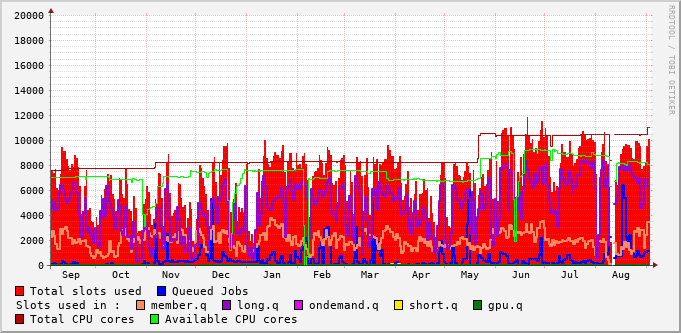 20000
18000
16000
14000
12000
10000
8000
6000
4000
2000
0
Sep Oct Nov Dec Jan Feb Mar Apr May Jun Jul Aug
RRDTOOL / TOBI OETIKER
Total slots used Queued Jobs
Slots used in : member.q long.q ondemand.q short.q gpu.q
Total CPU cores Available CPU cores